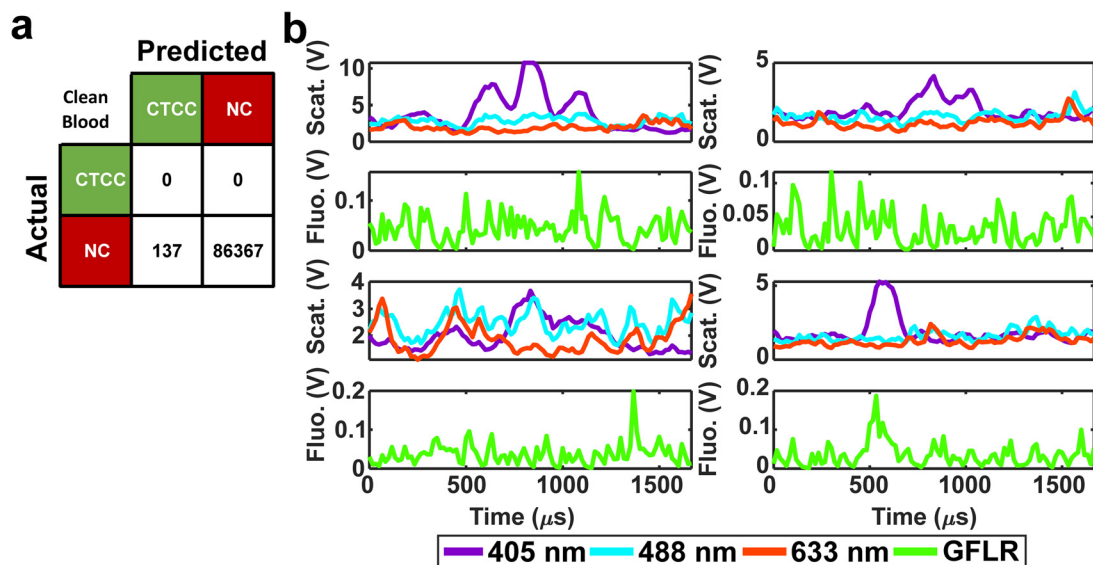 a
Predicted
Clean
Blood
CTCC
NC
Actual
CTCC
0
0
NC
137
86367
b
Scat. (V)
10
5
0
Scat. (V)
5
0
Fluo. (V)
0.1
0
Fluo. (V)
0.1
0.05
0
Scat. (V)
4
3
2
Scat. (V)
5
0
Fluo. (V)
0.2
0.1
0
0
500
1000
1500
Time (μs)
Fluo. (V)
0.2
0.1
0
0
500
1000
1500
Time (μs)
405 nm
488 nm
633 nm
GFLR